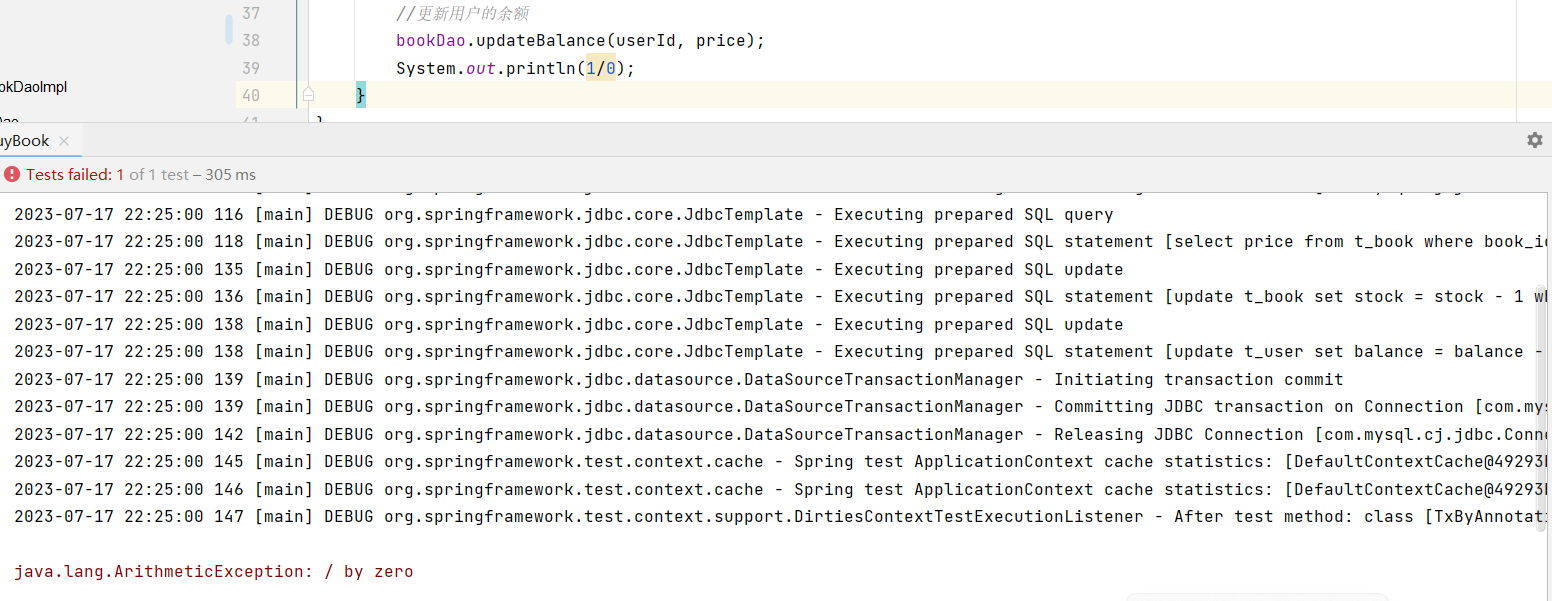 37 //更新用户的余额
38 bookDao.updateBalance(userId, price);
39 System.out.println(1/0);
okDaoImpl
40 }
uyBook
Tests failed: 1 of 1 test – 305 ms
2023-07-17 22:25:00 116 [main] DEBUG org.springframework.jdbc.core.JdbcTemplate - Executing prepared SQL query
2023-07-17 22:25:00 118 [main] DEBUG org.springframework.jdbc.core.JdbcTemplate - Executing prepared SQL statement [select price from t_book where book_i
2023-07-17 22:25:00 135 [main] DEBUG org.springframework.jdbc.core.JdbcTemplate - Executing prepared SQL update
2023-07-17 22:25:00 136 [main] DEBUG org.springframework.jdbc.core.JdbcTemplate - Executing prepared SQL statement [update t_book set stock = stock - 1 wh
2023-07-17 22:25:00 138 [main] DEBUG org.springframework.jdbc.core.JdbcTemplate - Executing prepared SQL update
2023-07-17 22:25:00 138 [main] DEBUG org.springframework.jdbc.core.JdbcTemplate - Executing prepared SQL statement [update t_user set balance = balance -
2023-07-17 22:25:00 139 [main] DEBUG org.springframework.jdbc.datasource.DataSourceTransactionManager - Initiating transaction commit
2023-07-17 22:25:00 139 [main] DEBUG org.springframework.jdbc.datasource.DataSourceTransactionManager - Committing JDBC transaction on Connection [com.mys
2023-07-17 22:25:00 142 [main] DEBUG org.springframework.jdbc.datasource.DataSourceTransactionManager - Releasing JDBC Connection [com.mysql.cj.jdbc.Conn
2023-07-17 22:25:00 145 [main] DEBUG org.springframework.test.context.cache - Spring test ApplicationContext cache statistics: [DefaultContextCache@49293
2023-07-17 22:25:00 146 [main] DEBUG org.springframework.test.context.cache - Spring test ApplicationContext cache statistics: [DefaultContextCache@49293
2023-07-17 22:25:00 147 [main] DEBUG org.springframework.test.context.support.DirtiesContextTestExecutionListener - After test method: class [TxByAnnotat
java.lang.ArithmeticException: / by zero